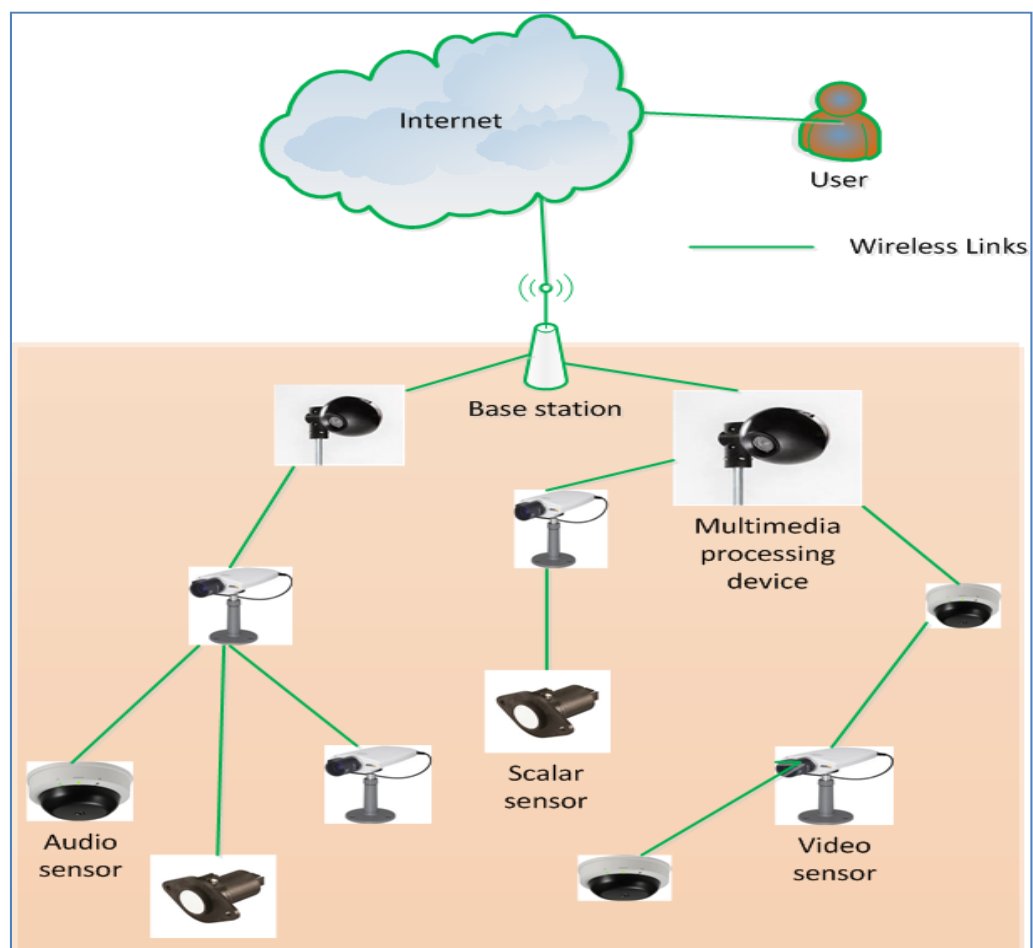 Internet
User
Wireless Links
Base station
Multimedia
processing
device
Scalar
sensor
Audio
sensor
Video
sensor